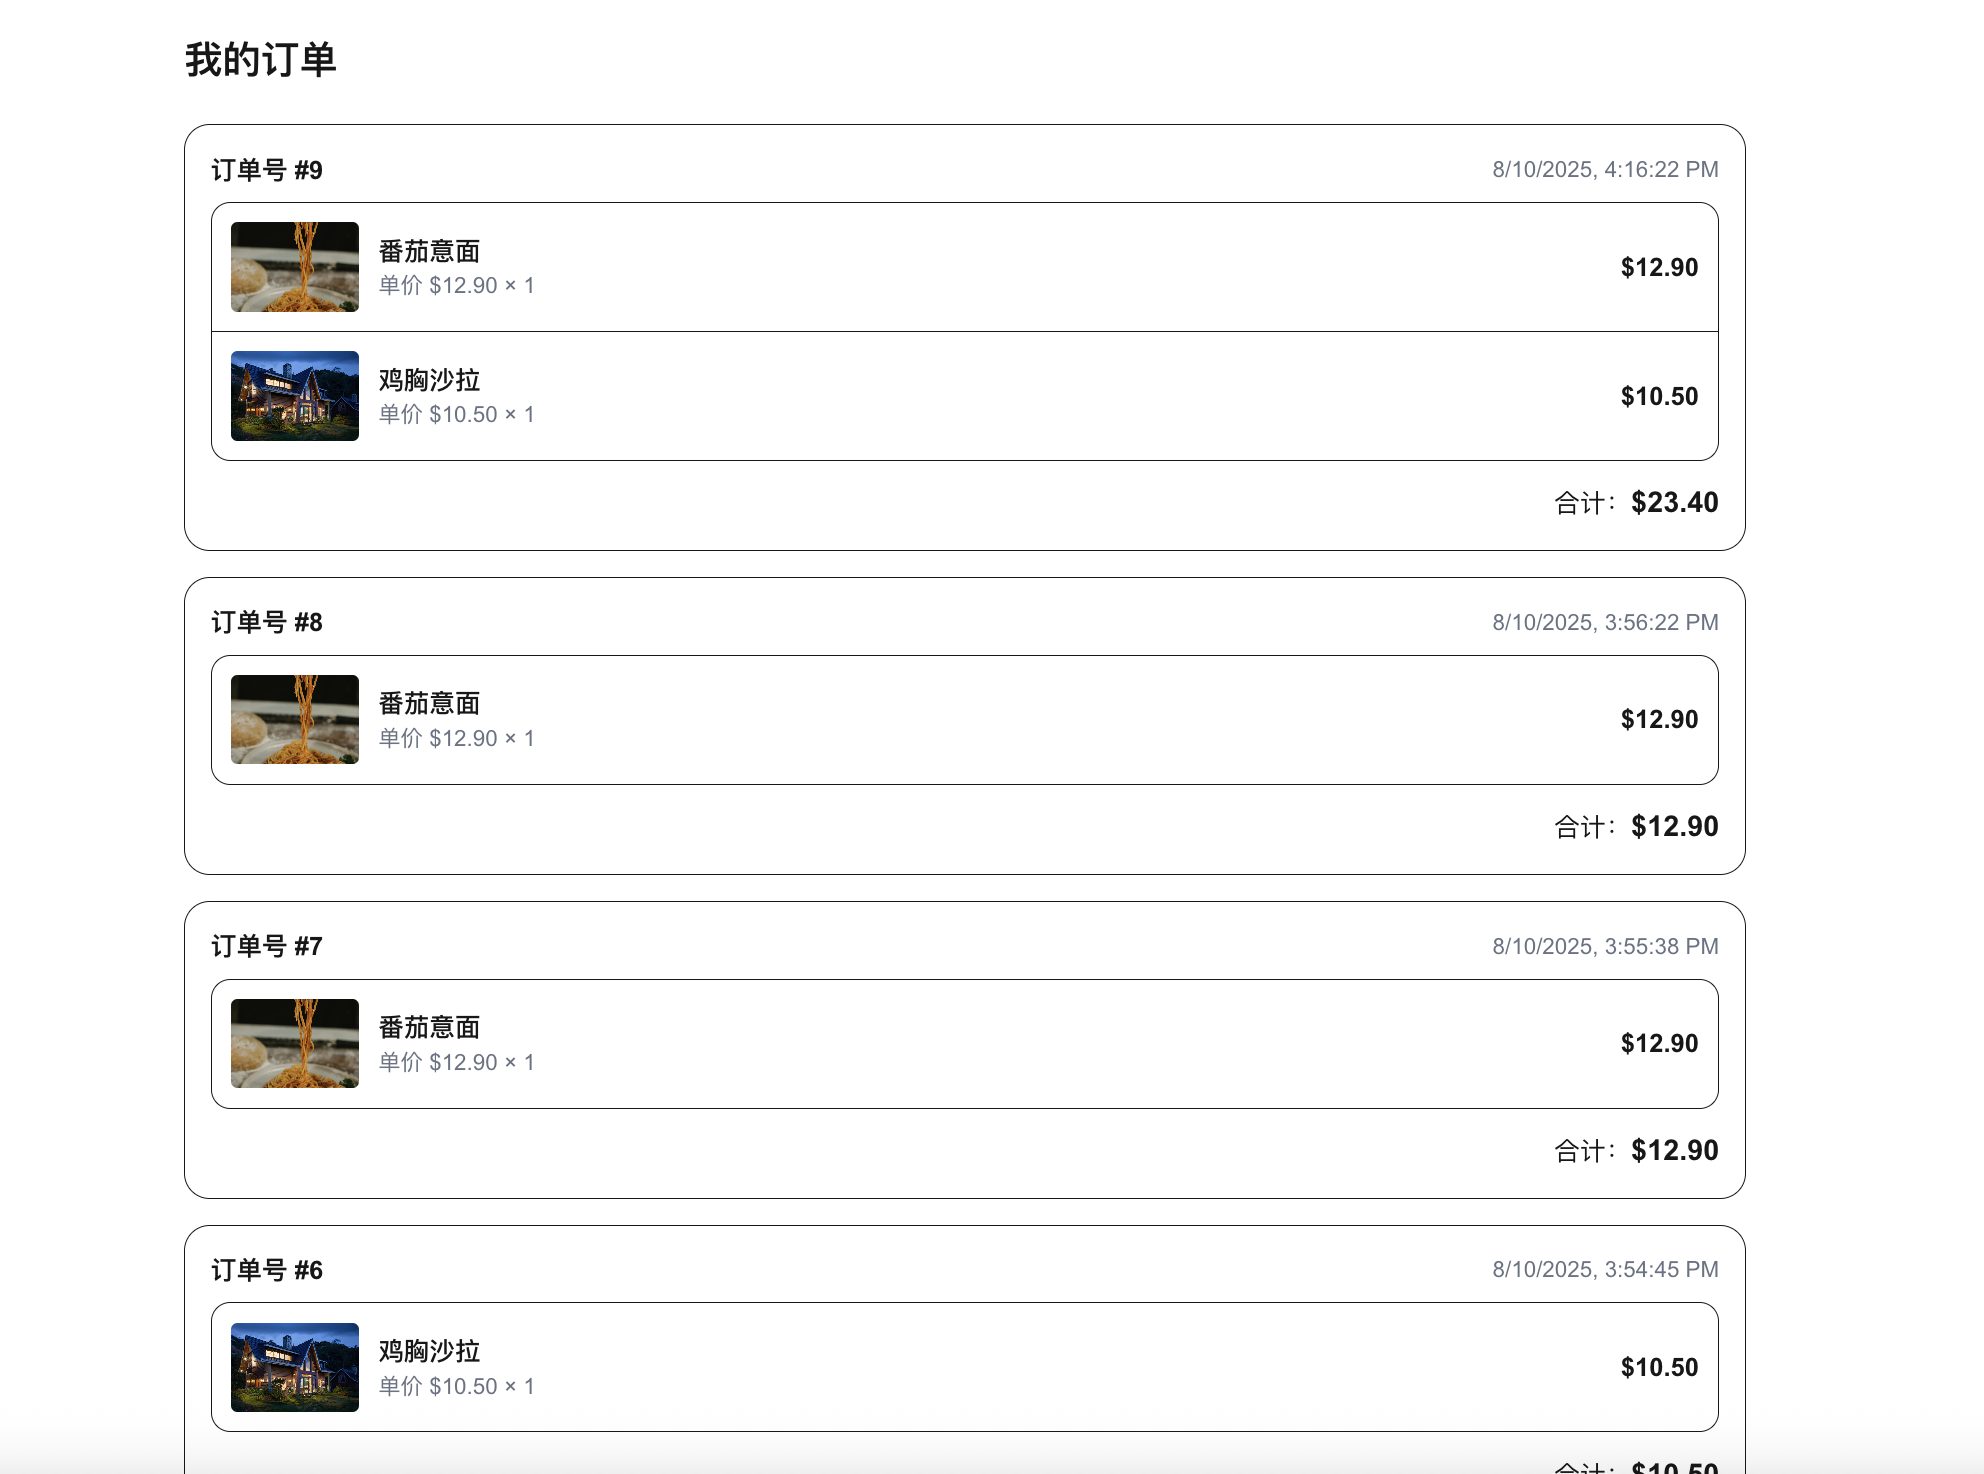 我的订单
订单号 #9
8/10/2025, 4:16:22 PM
番茄意面
单价 $12.90 × 1
$12.90
鸡胸沙拉
单价 $10.50 × 1
$10.50
合计： $23.40
订单号 #8
8/10/2025, 3:56:22 PM
番茄意面
单价 $12.90 × 1
$12.90
合计： $12.90
订单号 #7
8/10/2025, 3:55:38 PM
番茄意面
单价 $12.90 × 1
$12.90
合计： $12.90
订单号 #6
8/10/2025, 3:54:45 PM
鸡胸沙拉
单价 $10.50 × 1
$10.50
合计： $10.50